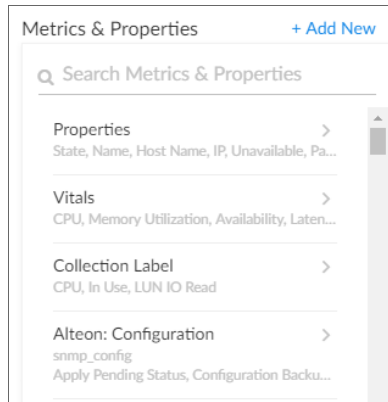 Metrics & Properties + Add New
Search Metrics & Properties
Properties
State, Name, Host Name, IP, Unavailable, Pa...
Vitals
CPU, Memory Utilization, Availability, Laten...
Collection Label
CPU, In Use, LUN IO Read
Alteon: Configuration
snmp_config
Apply Pending Status, Configuration Backu...